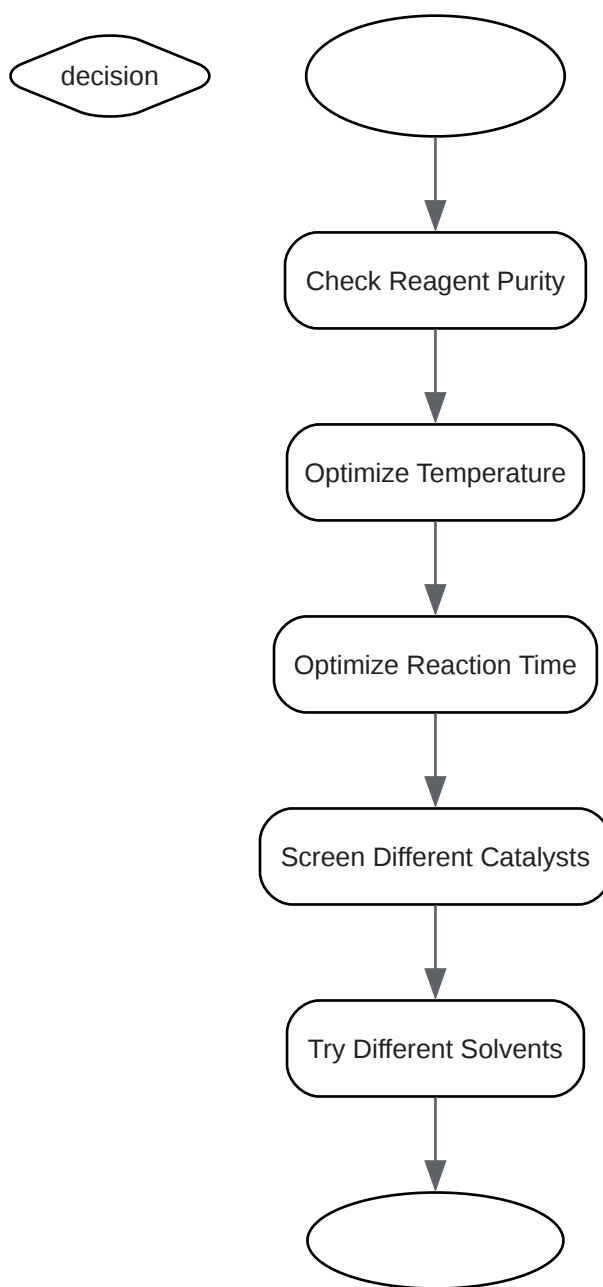 decision
Check Reagent Purity
Optimize Temperature
Optimize Reaction Time
Screen Different Catalysts
Try Different Solvents